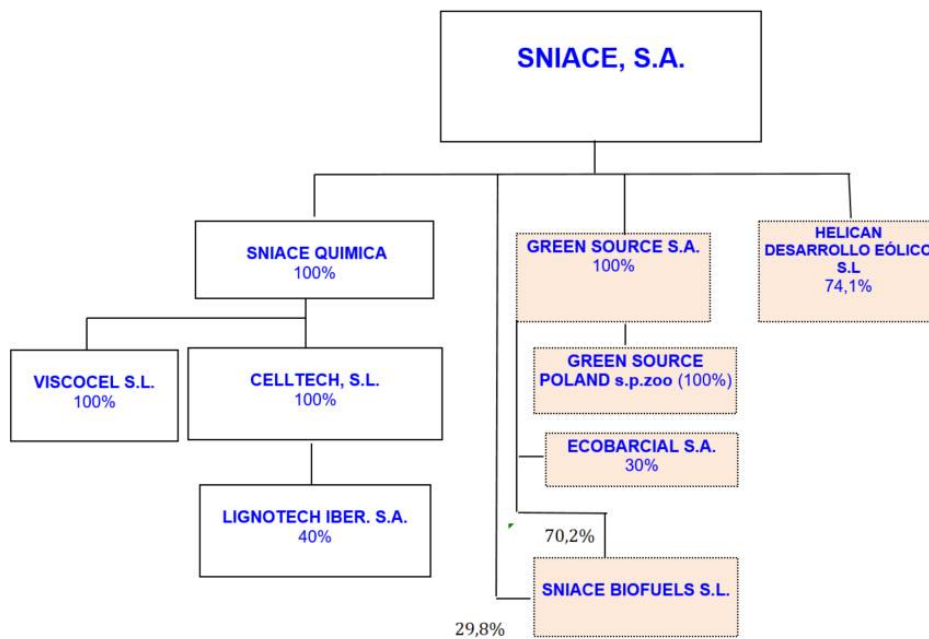 SNIACE, S.A.
SNIACE QUIMICA
100%
GREEN SOURCE S.A.
100%
HELICAN
DESARROLLO EÓLICO
S.L
74,1%
VISCOCEL S.L.
100%
CELLTECH, S.L.
100%
GREEN SOURCE
POLAND s.p.zoo (100%)
ECOBARCIAL S.A.
30%
LIGNOTECH IBER. S.A.
40%
70,2%
SNIACE BIOFUELS S.L.
29,8%